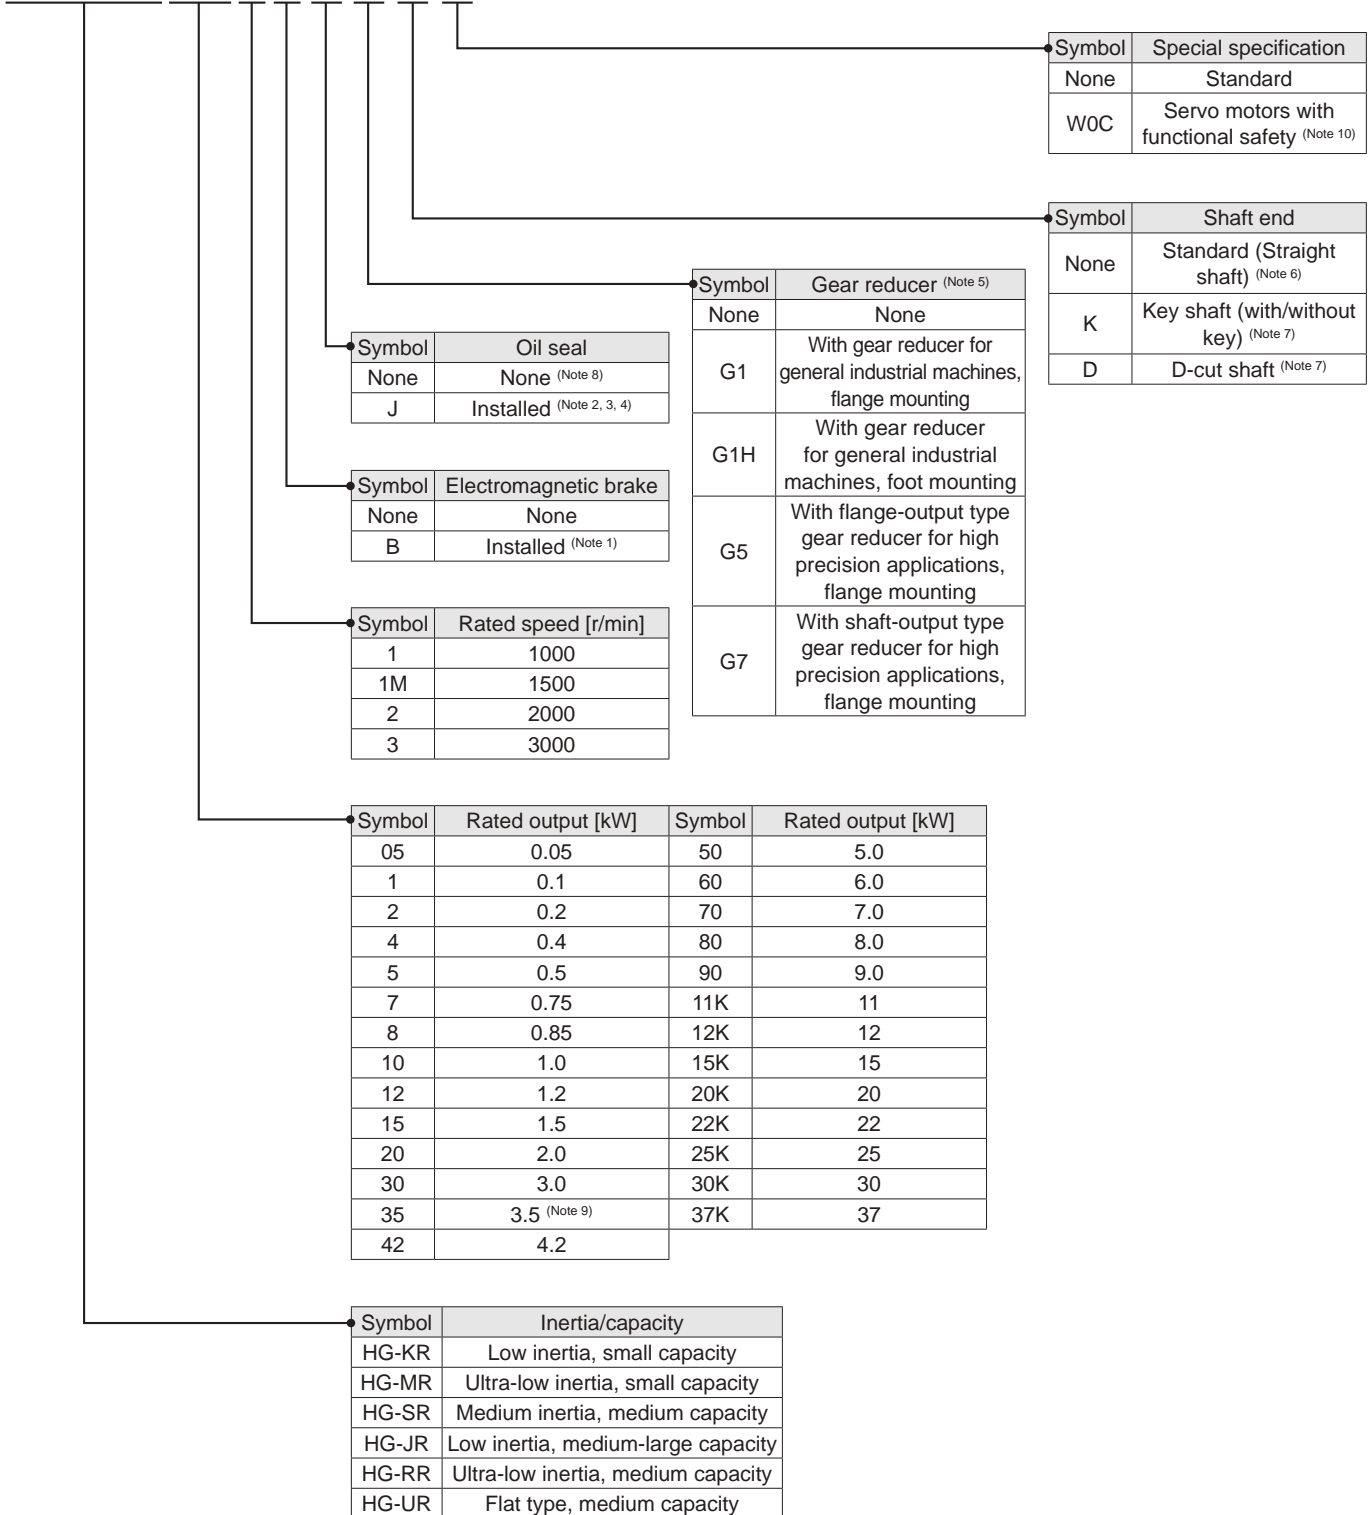 Symbol Special specification
None Standard
W0C Servo motors with
functional safety (Note 10)
Symbol Shaft end
None Standard (Straight
shaft) (Note 6)
K Key shaft (with/without
key) (Note 7)
D D-cut shaft (Note 7)
Symbol Gear reducer (Note 5)
None None
G1 With gear reducer for
general industrial machines,
flange mounting
G1H With gear reducer
for general industrial
machines, foot mounting
G5 With flange-output type
gear reducer for high
precision applications,
flange mounting
G7 With shaft-output type
gear reducer for high
precision applications,
flange mounting
Symbol Oil seal
None None (Note 8)
J Installed (Note 2, 3, 4)
Symbol Electromagnetic brake
None None
B Installed (Note 1)
Symbol Rated speed [r/min]
1 1000
1M 1500
2 2000
3 3000
Symbol Rated output [kW] Symbol Rated output [kW]
05 0.05 50 5.0
1 0.1 60 6.0
2 0.2 70 7.0
4 0.4 80 8.0
5 0.5 90 9.0
7 0.75 11K 11
8 0.85 12K 12
10 1.0 15K 15
12 1.2 20K 20
15 1.5 22K 22
20 2.0 25K 25
30 3.0 30K 30
35 3.5 (Note 9) 37K 37
42 4.2
Symbol Inertia/capacity
HG-KR Low inertia, small capacity
HG-MR Ultra-low inertia, small capacity
HG-SR Medium inertia, medium capacity
HG-JR Low inertia, medium-large capacity
HG-RR Ultra-low inertia, medium capacity
HG-UR Flat type, medium capacity